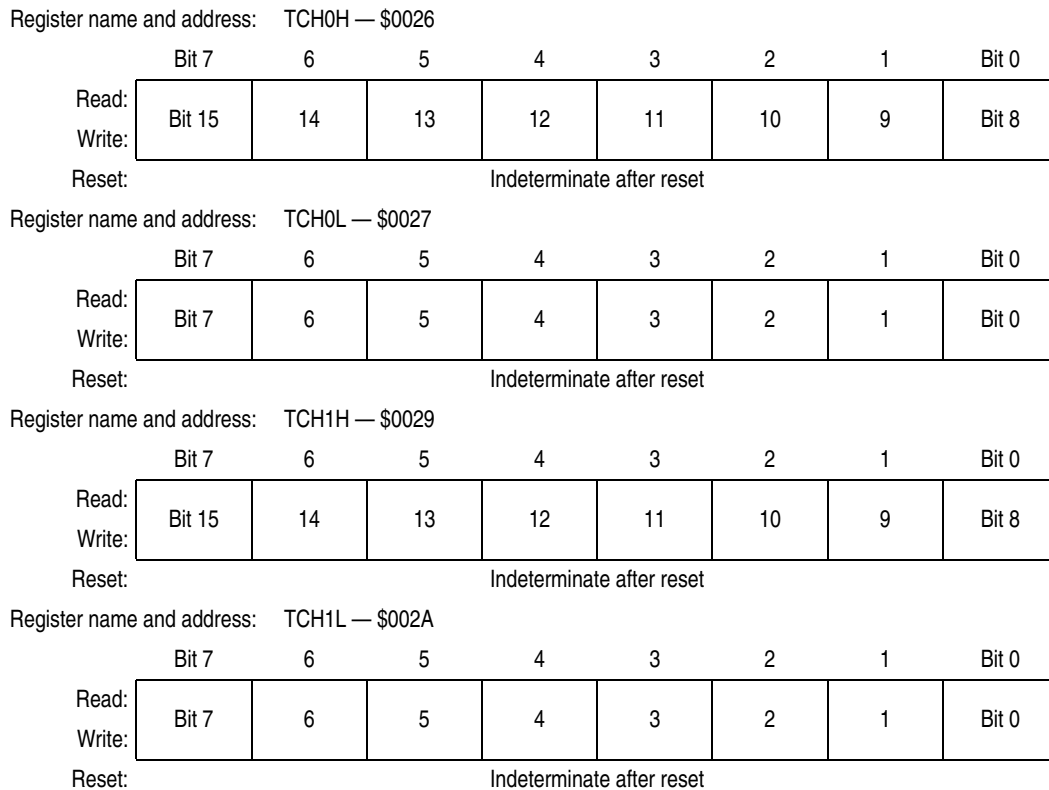 Register name and address: TCH0H — $0026
Bit 7 6 5 4 3 2 1 Bit 0
Read:
Bit 15 14 13 12 11 10 9 Bit 8
Write:
Reset: Indeterminate after reset
Register name and address: TCH0L — $0027
Bit 7 6 5 4 3 2 1 Bit 0
Read:
Bit 7 6 5 4 3 2 1 Bit 0
Write:
Reset: Indeterminate after reset
Register name and address: TCH1H — $0029
Bit 7 6 5 4 3 2 1 Bit 0
Read:
Bit 15 14 13 12 11 10 9 Bit 8
Write:
Reset: Indeterminate after reset
Register name and address: TCH1L — $002A
Bit 7 6 5 4 3 2 1 Bit 0
Read:
Bit 7 6 5 4 3 2 1 Bit 0
Write:
Reset: Indeterminate after reset